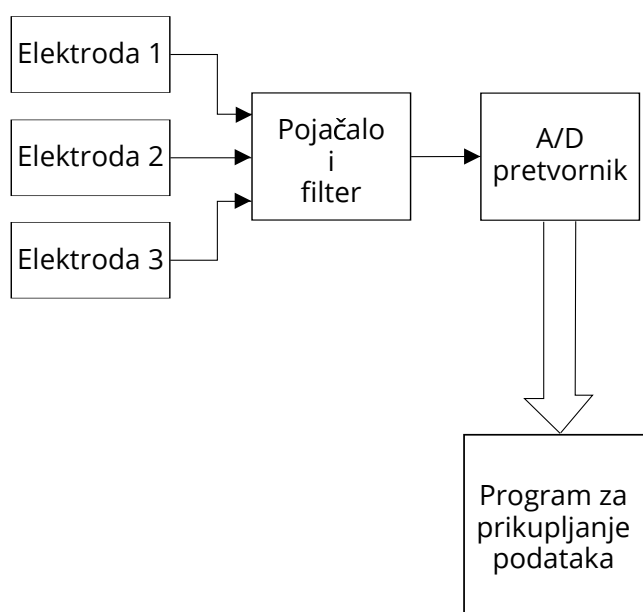 Elektroda 1
Elektroda 2
Elektroda 3
Pojačalo
i
filter
A/D
pretvornik
Program za
prikupljanje
podataka